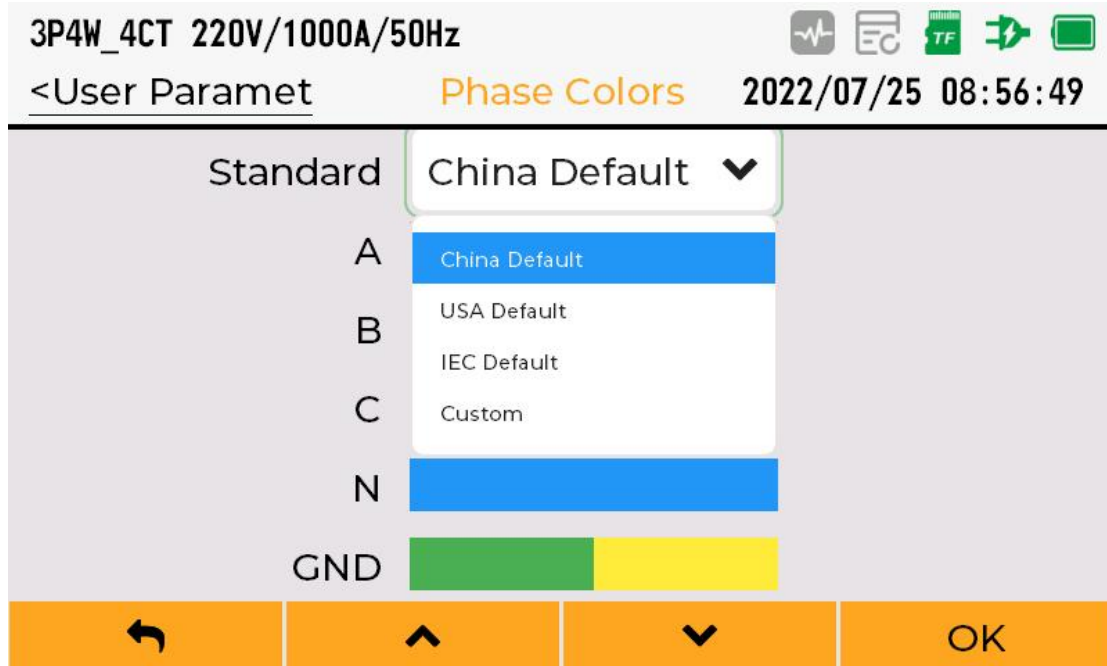 3P4W_4CT 220V/1000A/50Hz
TF
<User Paramet Phase Colors 2022/07/25 08:56:49
Standard China Default
A China Default
USA Default
B
IEC Default
C Custom
N
GND
OK